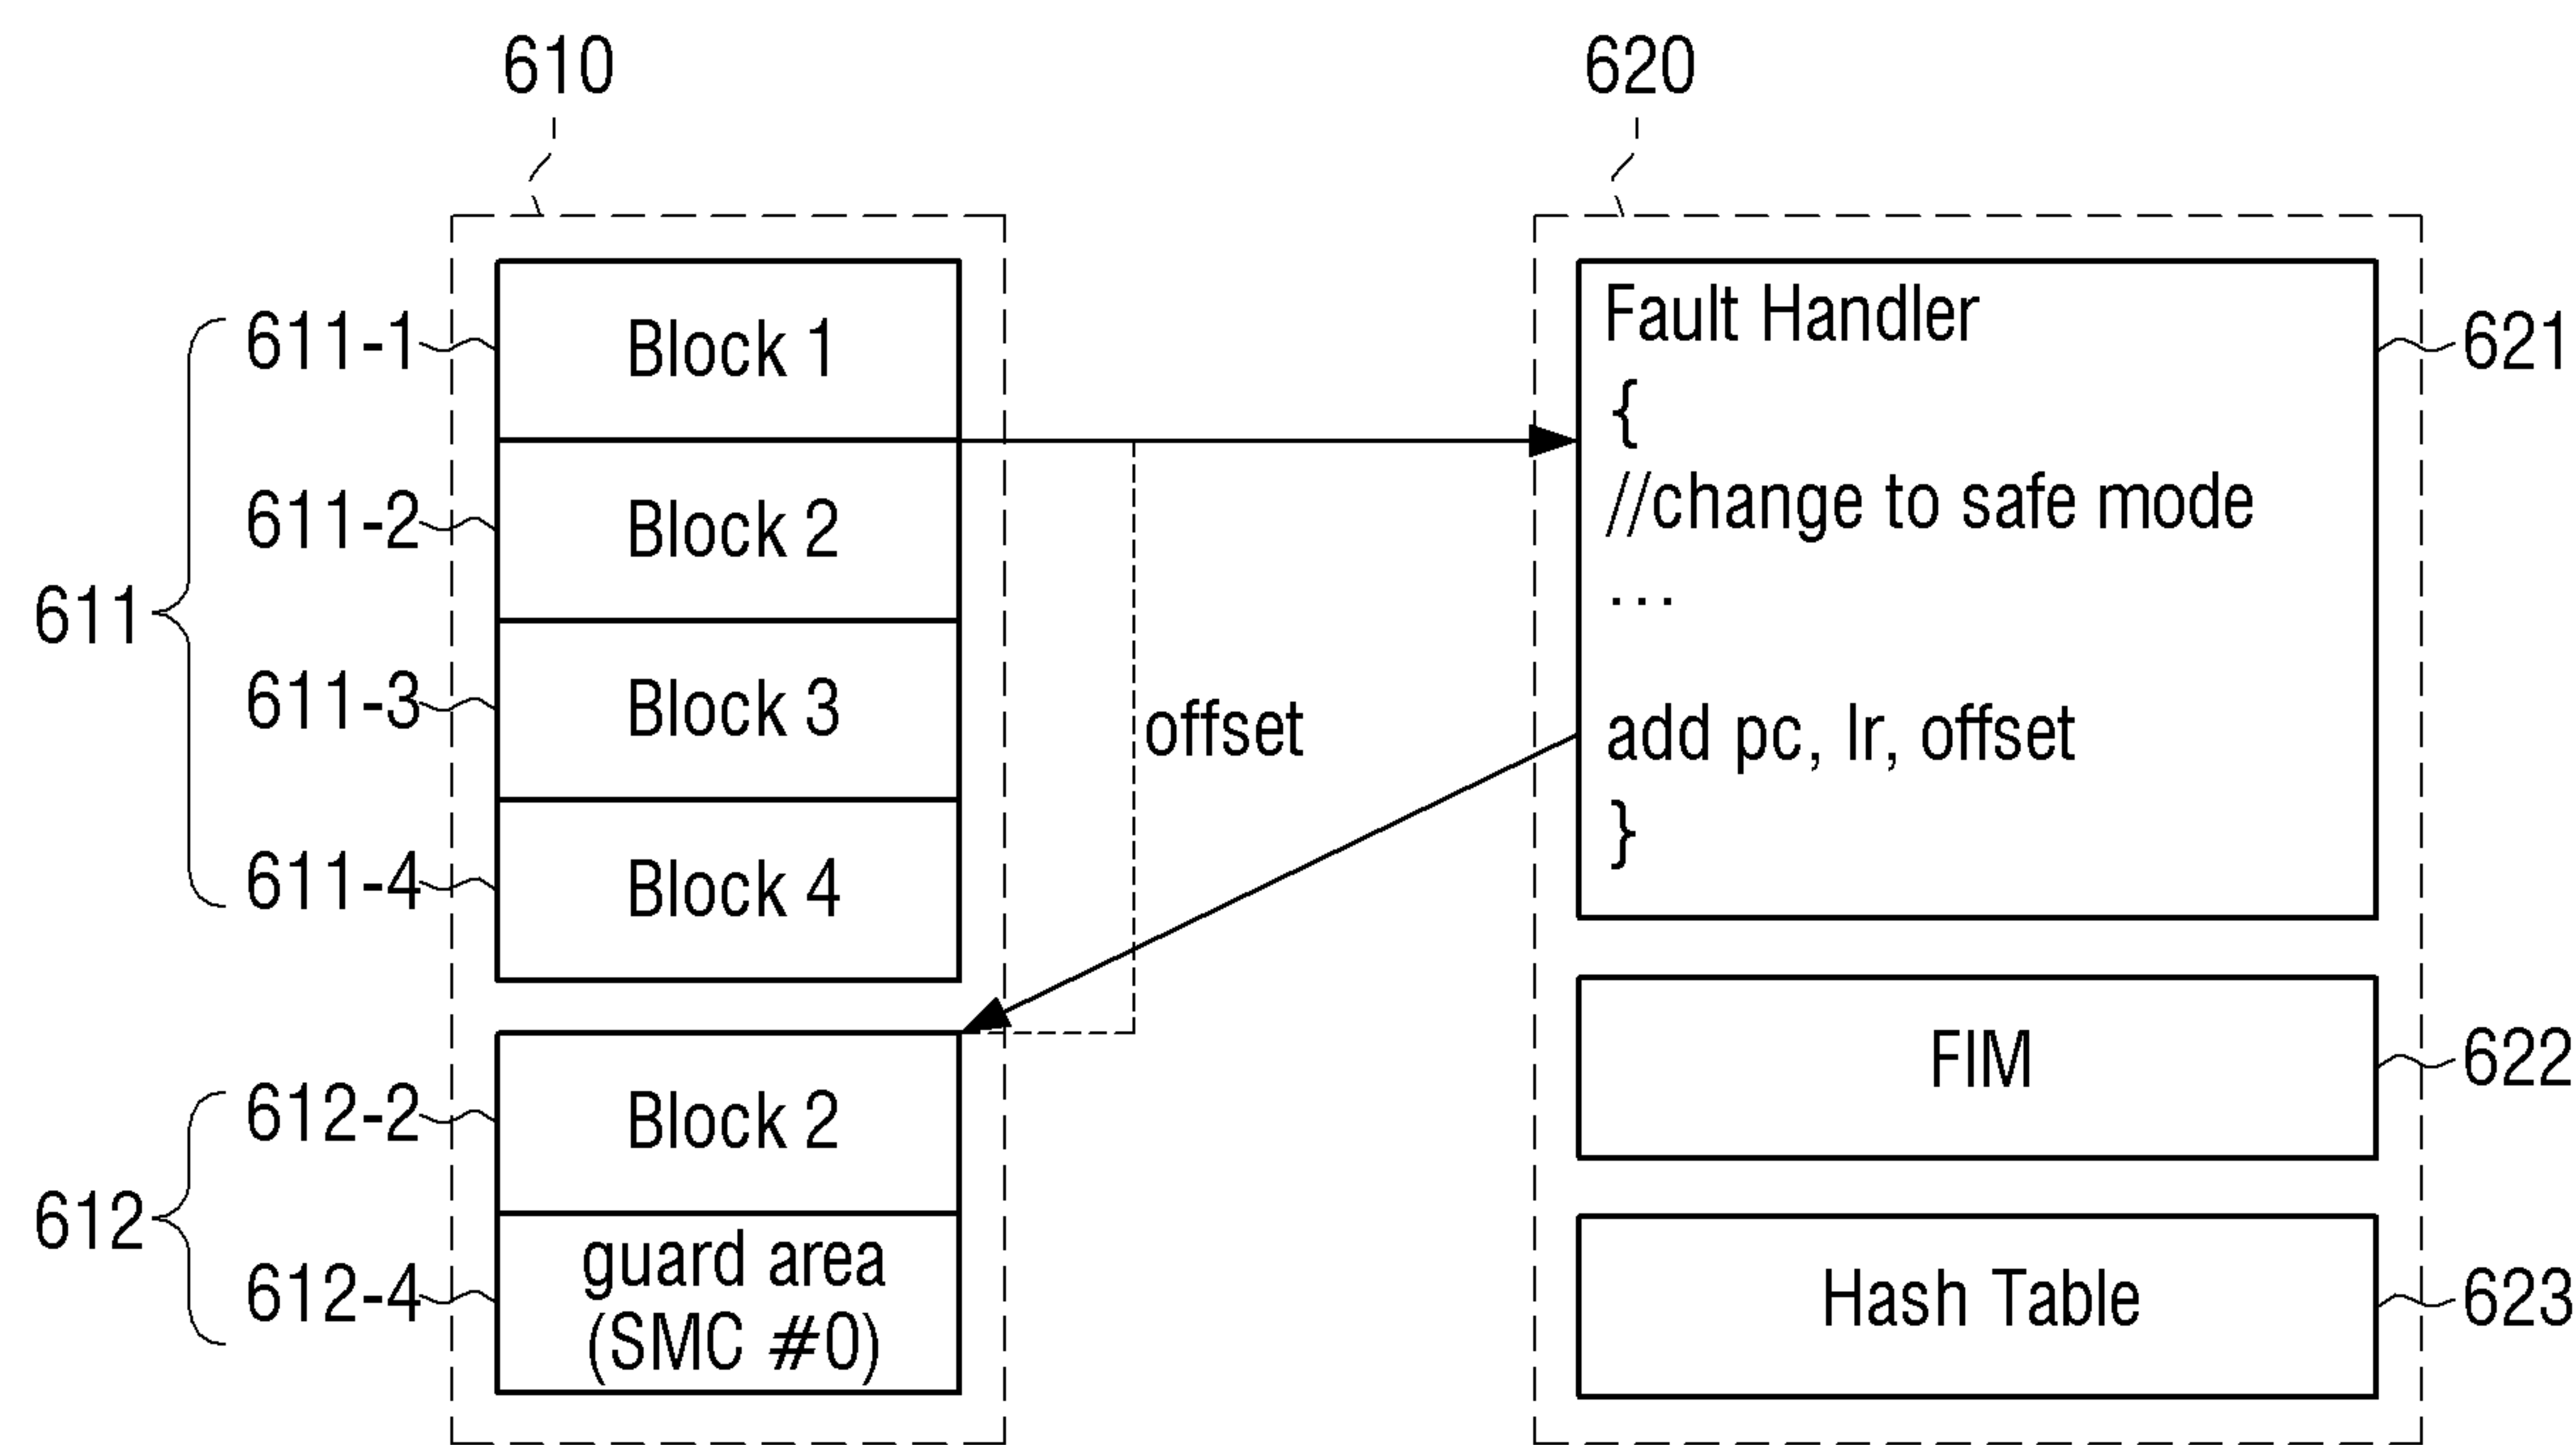 610
620
611
611-1
Block 1
611-2
Block 2
611-3
Block 3
611-4
Block 4
612
612-2
Block 2
612-4
guard area
(SMC #0)
offset
Fault Handler
{
//change to safe mode
...
add pc, lr, offset
}
621
FIM
622
Hash Table
623